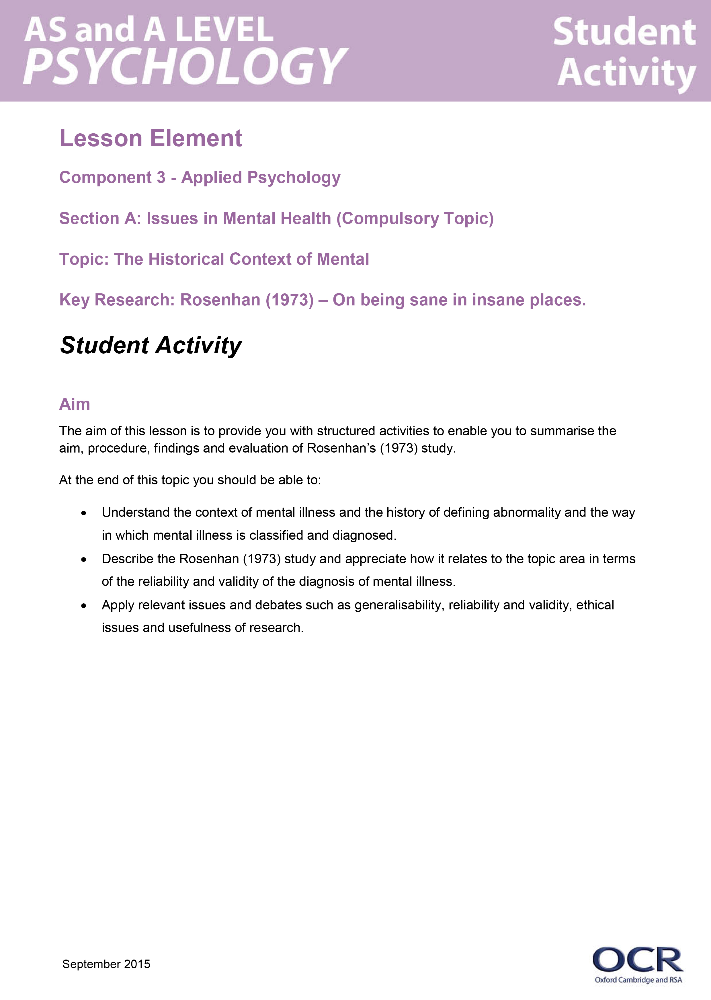 AS and A LEVEL
PSYCHOLOGY
Student
Activity
Lesson Element
Component 3 - Applied Psychology
Section A: Issues in Mental Health (Compulsory Topic)
Topic: The Historical Context of Mental
Key Research: Rosenhan (1973) – On being sane in insane places.
Student Activity
Aim
The aim of this lesson is to provide you with structured activities to enable you to summarise the
aim, procedure, findings and evaluation of Rosenhan’s (1973) study.
At the end of this topic you should be able to:
• Understand the context of mental illness and the history of defining abnormality and the way
in which mental illness is classified and diagnosed.
• Describe the Rosenhan (1973) study and appreciate how it relates to the topic area in terms
of the reliability and validity of the diagnosis of mental illness.
• Apply relevant issues and debates such as generalisability, reliability and validity, ethical
issues and usefulness of research.
September 2015
OCR
Oxford Cambridge and RSA